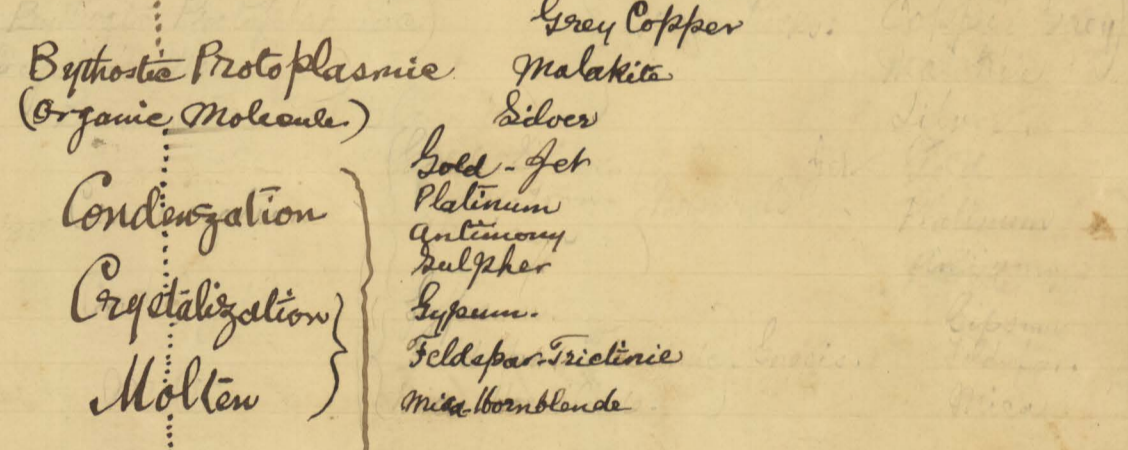 Grey Copper
Bythostic Protoplasmic Malakite
(Organic Molecule) Silver
Gold - Jet
Condenzation Platinum
Antimony
Sulpher
Crystalization Gypsum.
Feldspar-Triclinic
Molten Mica-Hornblende